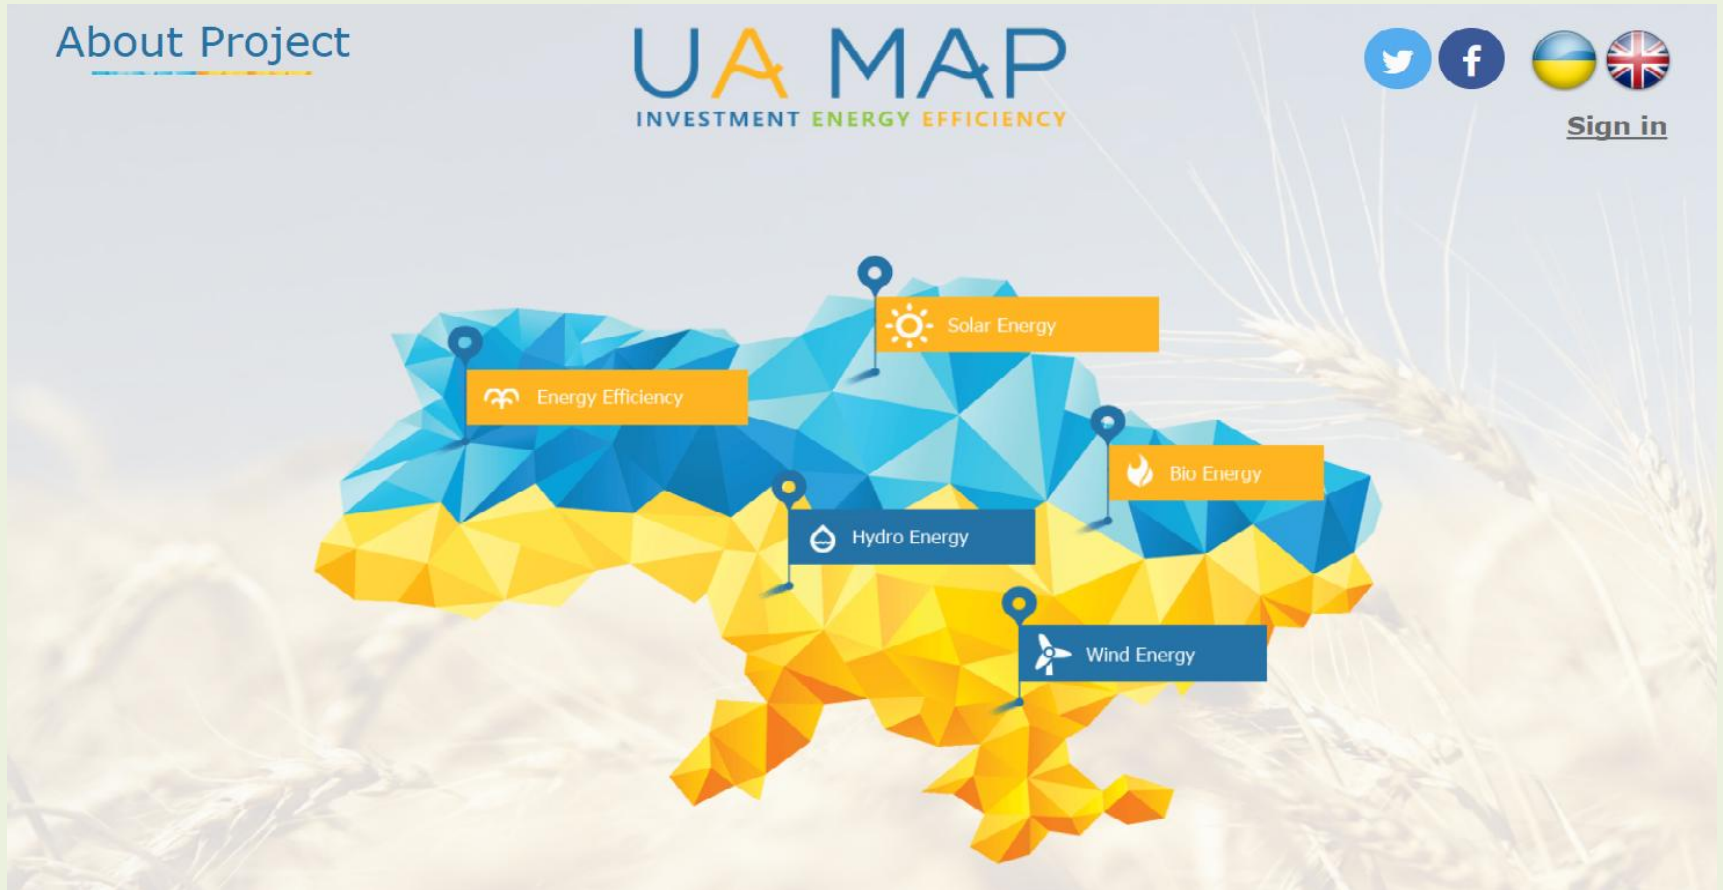 About Project
UA MAP
INVESTMENT ENERGY EFFICIENCY
Sign in
Solar Energy
Energy Efficiency
Bio Energy
Hydro Energy
Wind Energy